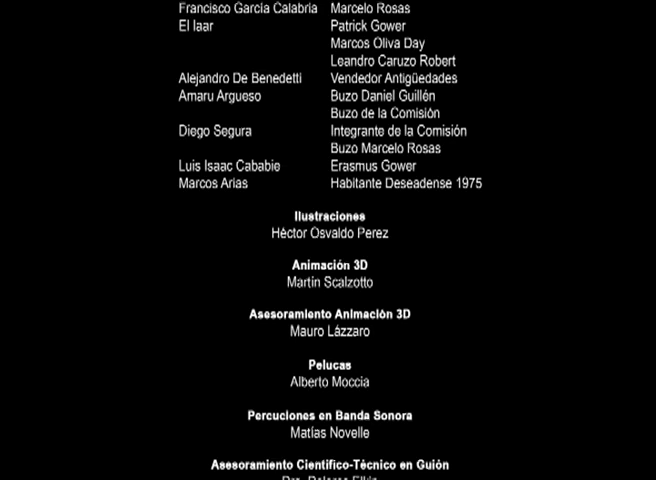 Francisco García Calabria Marcelo Rosas
El Iaar Patrick Gower
Marcos Oliva Day
Leandro Caruzo Robert
Alejandro De Benedetti Vendedor Antigüedades
Amaru Argueso Buzo Daniel Guillén
Buzo de la Comisión
Diego Segura Integrante de la Comisión
Buzo Marcelo Rosas
Luis Isaac Cababie Erasmus Gower
Marcos Arias Habitante Deseadense 1975
Ilustraciones
Héctor Osvaldo Perez
Animación 3D
Martín Scalzotto
Asesoramiento Animación 3D
Mauro Lázzaro
Pelucas
Alberto Moccia
Percuciones en Banda Sonora
Matías Novelle
Asesoramiento Científico-Técnico en Guión